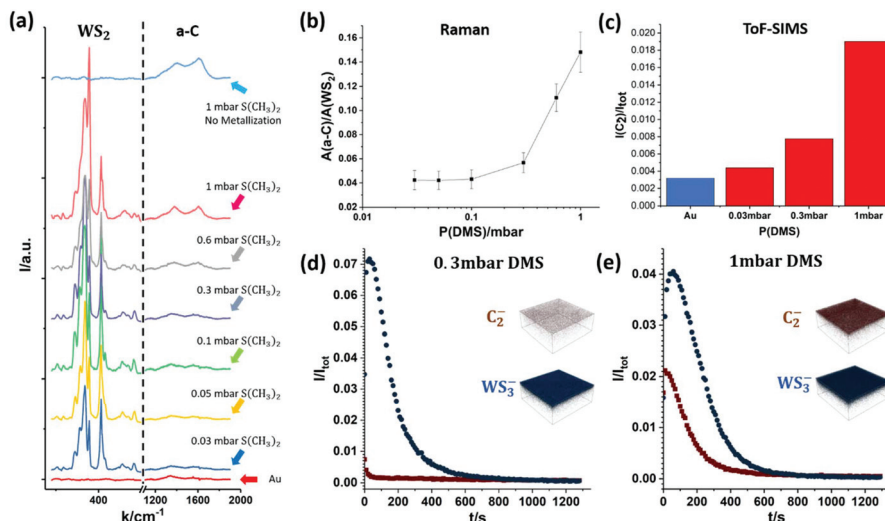 (a)
WS2
a-C
1 mbar S(CH3)2
No Metallization
1 mbar S(CH3)2
0.6 mbar S(CH3)2
0.3 mbar S(CH3)2
0.1 mbar S(CH3)2
0.05 mbar S(CH3)2
0.03 mbar S(CH3)2
Au
I/a.u.
400
1200
1600
2000
k/cm⁻¹
(b)
Raman
A(a-C)/A(WS2)
0.16
0.14
0.12
0.10
0.08
0.06
0.04
0.01
0.1
1
P(DMS)/mbar
(c)
ToF-SIMS
I(C2)/Itot
0.020
0.018
0.016
0.014
0.012
0.010
0.008
0.006
0.004
0.002
0.000
Au
0.03mbar
0.3mbar
1mbar
P(DMS)
(d)
0.3mbar DMS
I/Itot
0.07
0.06
0.05
0.04
0.03
0.02
0.01
0.00
C2⁻
WS3⁻
0
200
400
600
800
1000
1200
t/s
(e)
1mbar DMS
I/Itot
0.04
0.03
0.02
0.01
0.00
C2⁻
WS3⁻
0
200
400
600
800
1000
1200
t/s